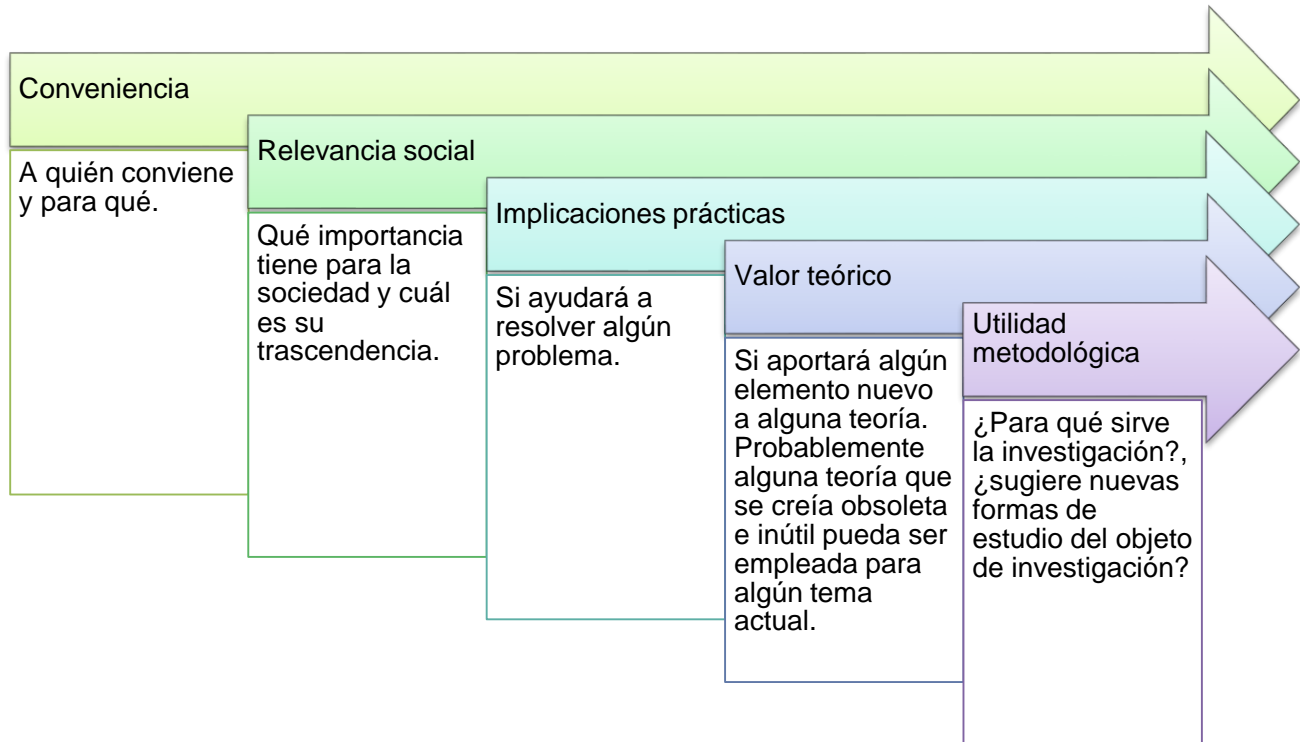 Conveniencia
A quién conviene
y para qué.
Relevancia social
Qué importancia
tiene para la
sociedad y cuál
es su
trascendencia.
Implicaciones prácticas
Si ayudará a
resolver algún
problema.
Valor teórico
Si aportará algún
elemento nuevo
a alguna teoría.
Probablemente
alguna teoría que
se creía obsoleta
e inútil pueda ser
empleada para
algún tema
actual.
Utilidad
metodológica
¿Para qué sirve
la investigación?,
¿sugiere nuevas
formas de
estudio del objeto
de investigación?